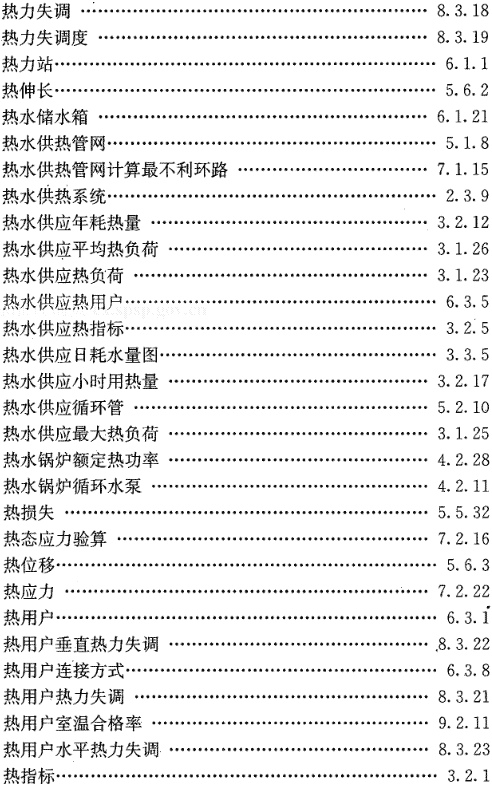 热力失调 …………………………………… 8.3.18
热力失调度 …………………………………… 8.3.19
热力站…………………………………… 6.1.1
热伸长…………………………………… 5.6.2
热水储水箱 …………………………………… 6.1.21
热水供热管网…………………………………… 5.1.8
热水供热管网计算最不利环路 …………………… 7.1.15
热水供热系统…………………………………… 2.3.9
热水供应年耗热量 …………………………… 3.2.12
热水供应平均热负荷 …………………………… 3.1.26
热水供应热负荷 …………………………… 3.1.23
热水供应热用户…………………………… 6.3.5
热水供应热指标…………………………… 3.2.5
热水供应日耗水量图…………………………… 3.3.5
热水供应小时用热量 …………………………… 3.2.17
热水供应循环管 …………………………… 5.2.10
热水供应最大热负荷 …………………………… 3.1.25
热水锅炉额定热功率 …………………………… 4.2.28
热水锅炉循环水泵 …………………………… 4.2.11
热损失 …………………………………… 5.5.32
热态应力验算 …………………………………… 7.2.16
热位移…………………………………… 5.6.3
热应力 …………………………………… 7.2.22
热用户…………………………………… 6.3.1
热用户垂直热力失调 …………………………… 8.3.22
热用户连接方式…………………………… 6.3.8
热用户热力失调 …………………………… 8.3.21
热用户室温合格率 …………………………… 9.2.11
热用户水平热力失调 …………………………… 8.3.23
热指标…………………………………… 3.2.1